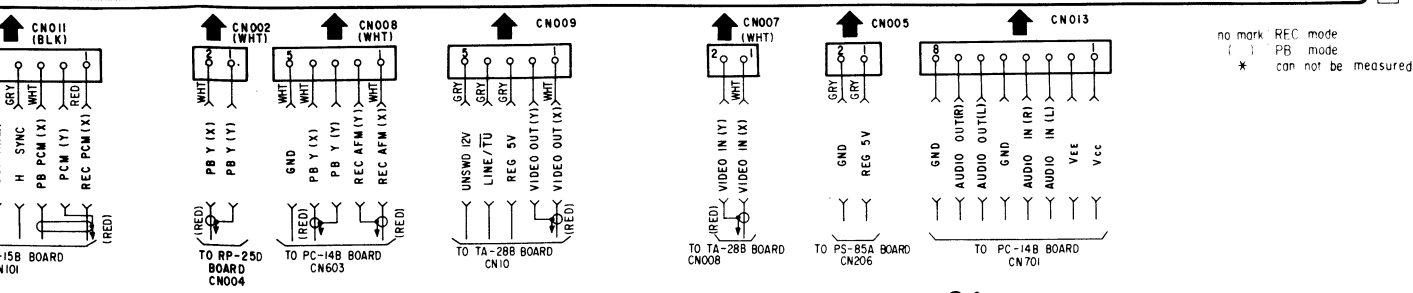 CN011
(BLK)
1
GRY
WHT
RED
H SYNC
PB PCM (X)
PCM (Y)
REC PCM (X)
(RED)
-15B BOARD
N101
CN002
(WHT)
2 1
WHT
PB Y (X)
PB Y (Y)
(RED)
TO RP-25D
BOARD
CN004
CN008
(WHT)
5 1
WHT
WHT
WHT
GND
PB Y (X)
PB Y (Y)
REC AFM (Y)
REC AFM (X)
(RED)
(RED)
TO PC-14B BOARD
CN603
CN009
5 1
GRY
GRY
WHT
UNSWD 12V
LINE/TU
REG 5V
VIDEO OUT (Y)
VIDEO OUT (X)
(RED)
TO TA-28B BOARD
CN10
CN007
(WHT)
2 1
WHT
VIDEO IN (Y)
VIDEO IN (X)
(RED)
TO TA-28B BOARD
CN008
CN005
2 1
GRY
GRY
GND
REG 5V
TO PS-85A BOARD
CN206
CN013
8 1
GND
AUDIO OUT(R)
AUDIO OUT(L)
GND
AUDIO IN (R)
AUDIO IN (L)
VEE
Vcc
TO PC-14B BOARD
CN701
no mark REC mode
( ) PB mode
* can not be measured